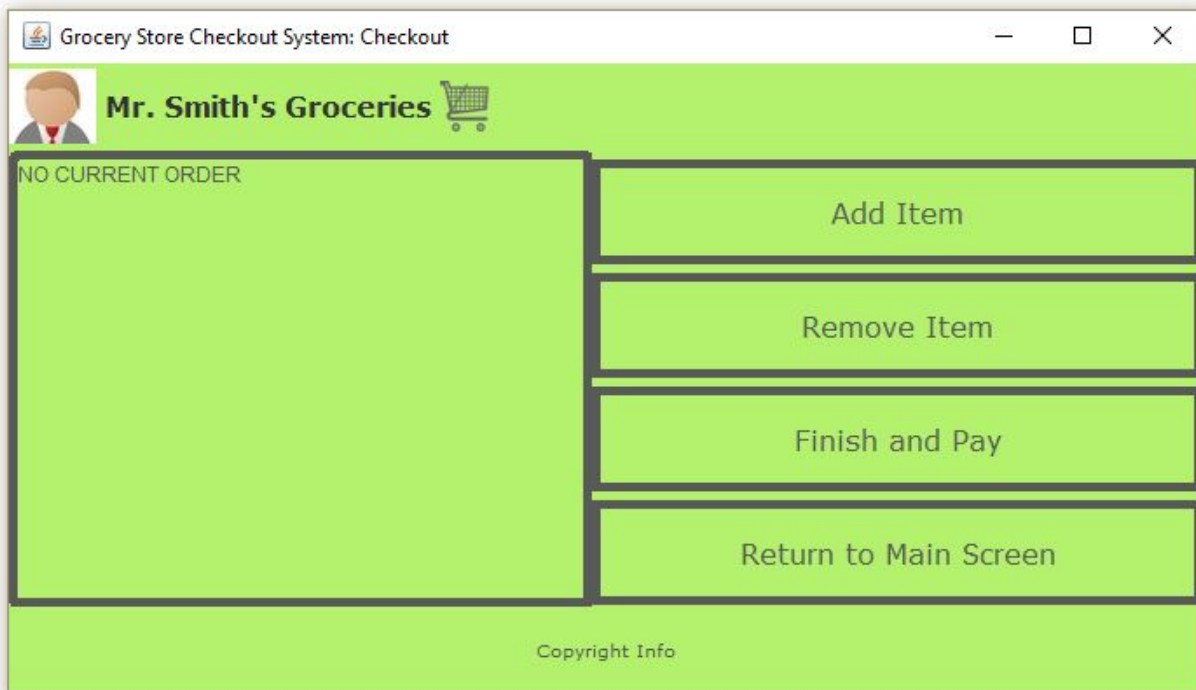 Grocery Store Checkout System: Checkout
Mr. Smith's Groceries
NO CURRENT ORDER
Add Item
Remove Item
Finish and Pay
Return to Main Screen
Copyright Info